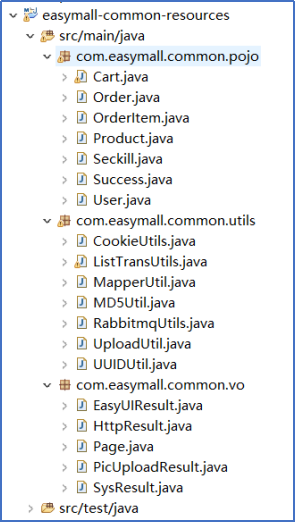 easymall-common-resources
src/main/java
com.easymall.common.pojo
Cart.java
Order.java
OrderItem.java
Product.java
Seckill.java
Success.java
User.java
com.easymall.common.utils
CookieUtils.java
ListTransUtils.java
MapperUtil.java
MD5Util.java
RabbitmqUtils.java
UploadUtil.java
UUIDUtil.java
com.easymall.common.vo
EasyUIResult.java
HttpResult.java
Page.java
PicUploadResult.java
SysResult.java
src/test/java